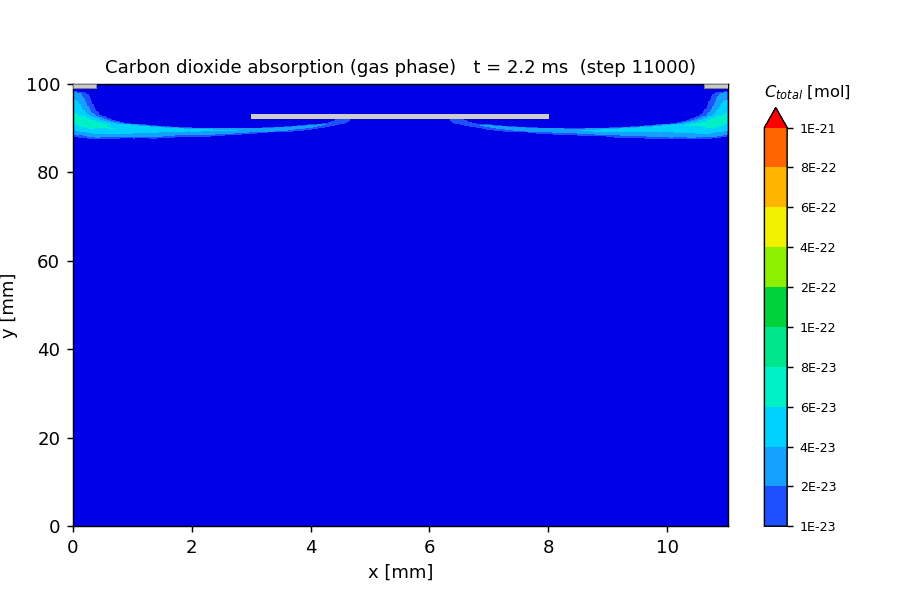 Carbon dioxide absorption (gas phase)   t = 2.2 ms  (step 11000)
C_total [mol]
1E-21
8E-22
6E-22
4E-22
2E-22
1E-22
8E-23
6E-23
4E-23
2E-23
1E-23
y [mm]
100
80
60
40
20
0
0 2 4 6 8 10
x [mm]